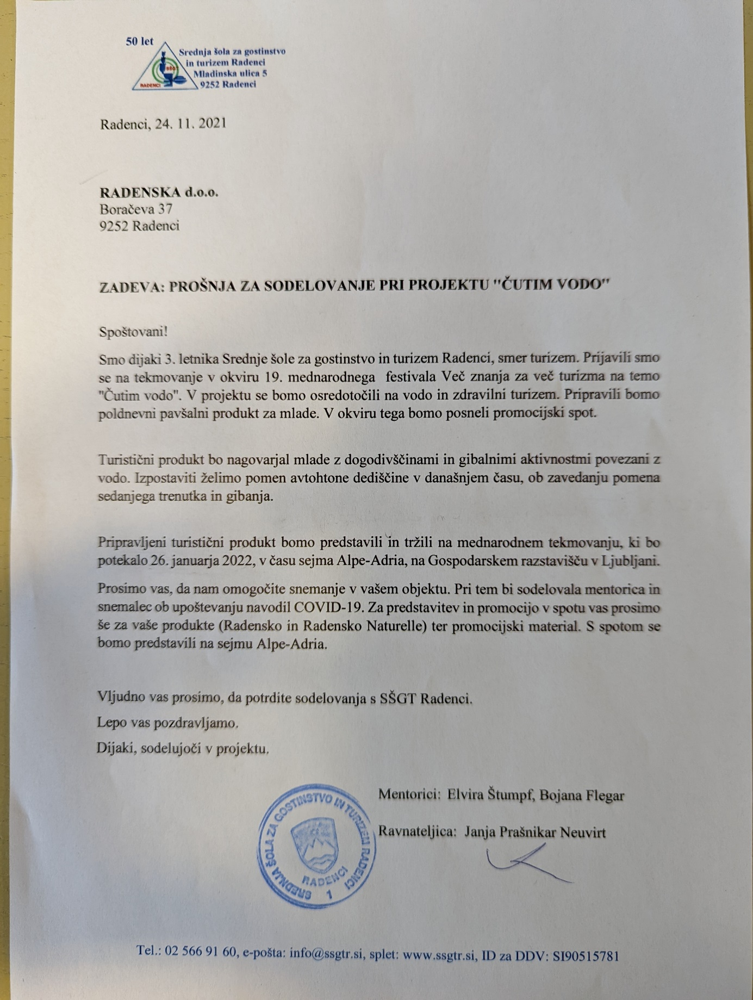 50 let
Srednja šola za gostinstvo
in turizem Radenci
Mladinska ulica 5
9252 Radenci
SŠGT
RADENCI
Radenci, 24. 11. 2021
RADENSKA d.o.o.
Boračeva 37
9252 Radenci
ZADEVA: PROŠNJA ZA SODELOVANJE PRI PROJEKTU "ČUTIM VODO"
Spoštovani!
Smo dijaki 3. letnika Srednje šole za gostinstvo in turizem Radenci, smer turizem. Prijavili smo
se na tekmovanje v okviru 19. mednarodnega festivala Več znanja za več turizma na temo
"Čutim vodo". V projektu se bomo osredotočili na vodo in zdravilni turizem. Pripravili bomo
poldnevni pavšalni produkt za mlade. V okviru tega bomo posneli promocijski spot.
Turistični produkt bo nagovarjal mlade z dogodivščinami in gibalnimi aktivnostmi povezani z
vodo. Izpostaviti želimo pomen avtohtone dediščine v današnjem času, ob zavedanju pomena
sedanjega trenutka in gibanja.
Pripravljeni turistični produkt bomo predstavili in tržili na mednarodnem tekmovanju, ki bo
potekalo 26. januarja 2022, v času sejma Alpe-Adria, na Gospodarskem razstavišču v Ljubljani.
Prosimo vas, da nam omogočite snemanje v vašem objektu. Pri tem bi sodelovala mentorica in
snemalec ob upoštevanju navodil COVID-19. Za predstavitev in promocijo v spotu vas prosimo
še za vaše produkte (Radensko in Radensko Naturelle) ter promocijski material. S spotom se
bomo predstavili na sejmu Alpe-Adria.
Vljudno vas prosimo, da potrdite sodelovanja s SŠGT Radenci.
Lepo vas pozdravljamo.
Dijaki, sodelujoči v projektu.
Mentorici: Elvira Štumpf, Bojana Flegar
Ravnateljica: Janja Prašnikar Neuvirt
SREDNJA ŠOLA ZA GOSTINSTVO IN TURIZEM RADENCI
RADENCI
1
Tel.: 02 566 91 60, e-pošta: info@ssgtr.si, splet: www.ssgtr.si, ID za DDV: SI90515781